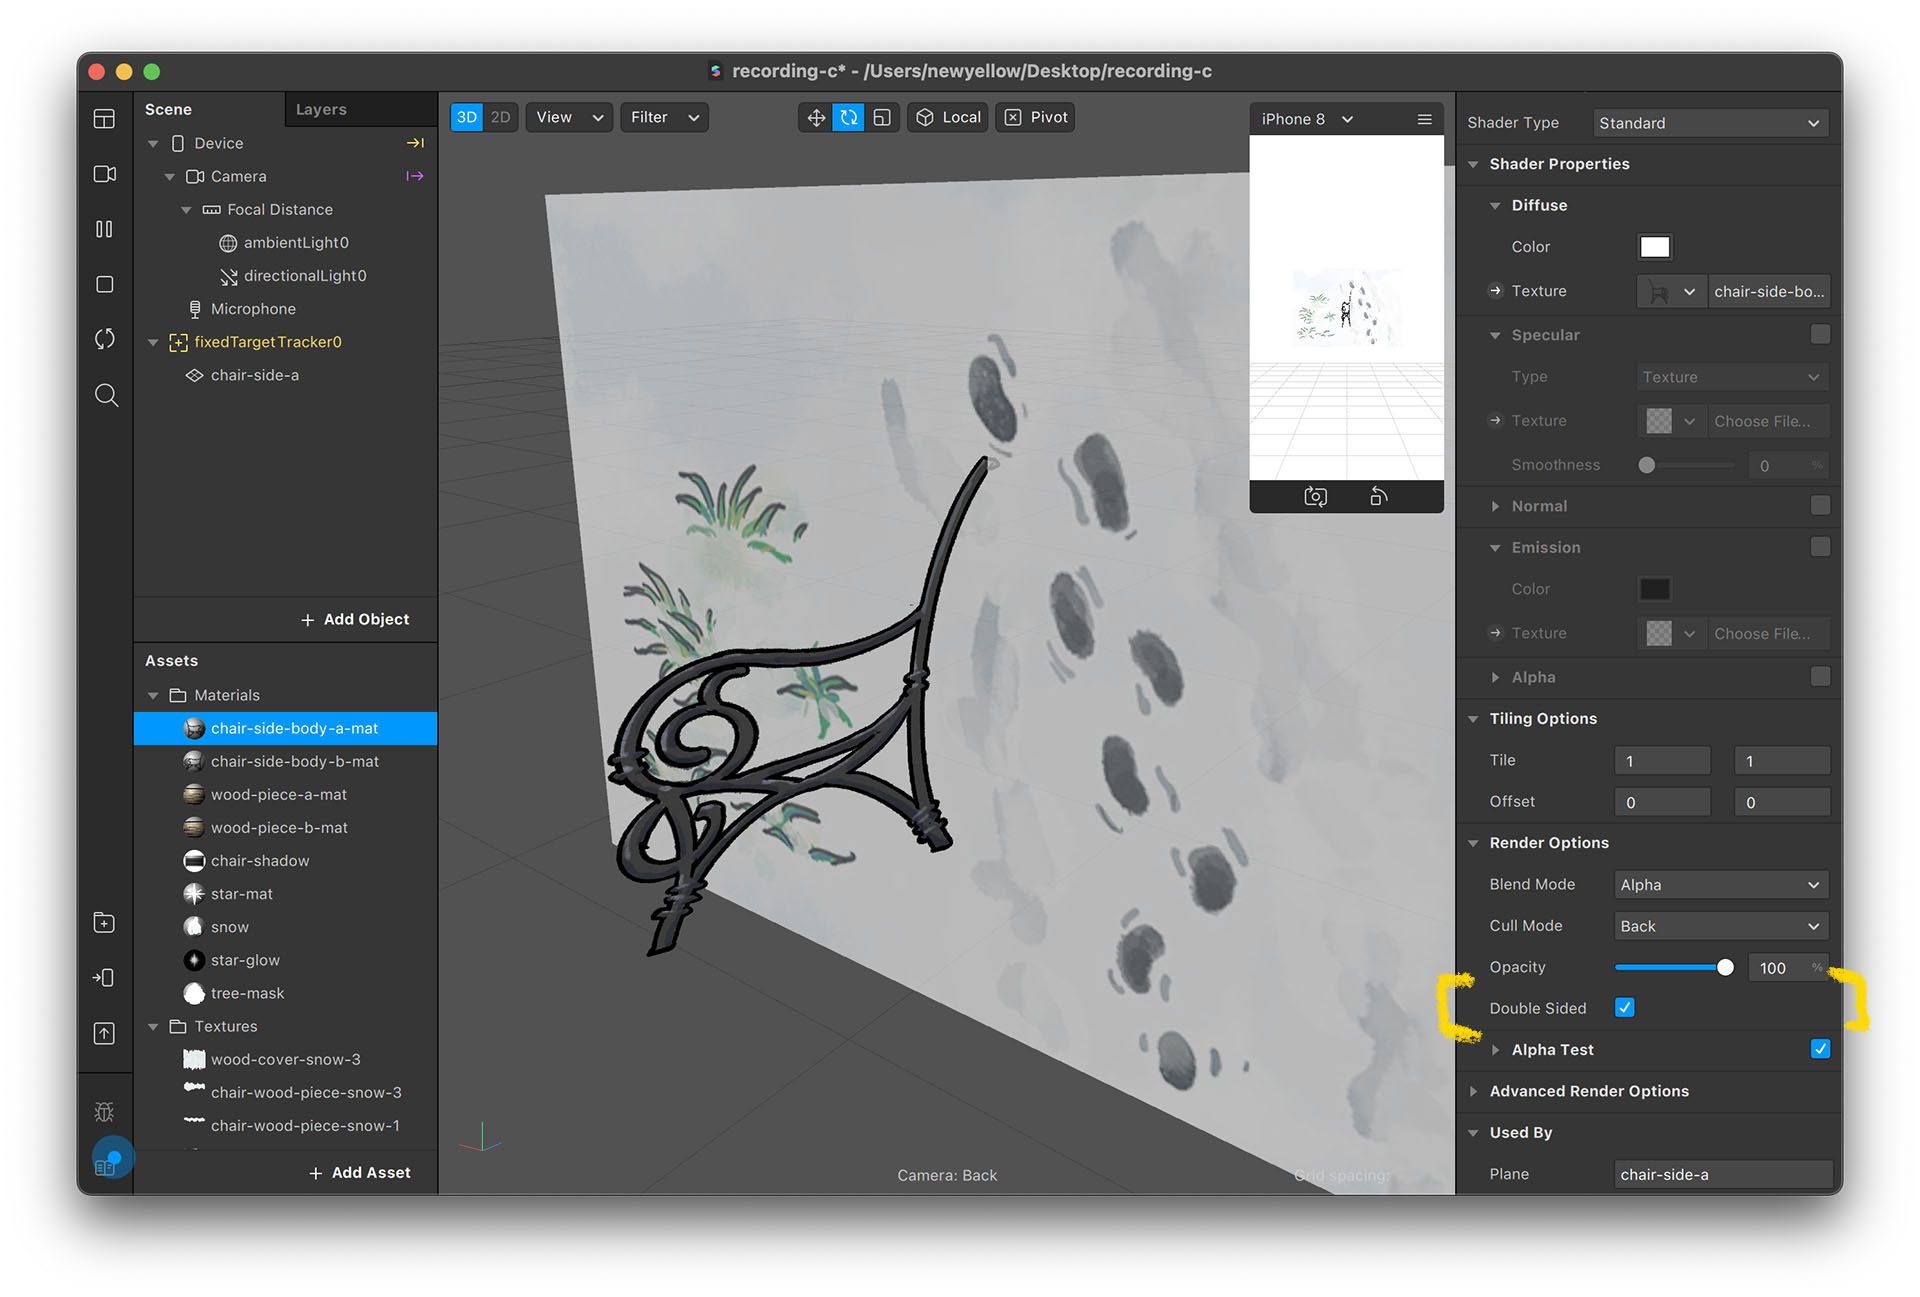 recording-c* - /Users/newyellow/Desktop/recording-c
Scene
Layers
Device
Camera
Focal Distance
ambientLight0
directionalLight0
Microphone
fixedTargetTracker0
chair-side-a
+ Add Object
Assets
Materials
chair-side-body-a-mat
chair-side-body-b-mat
wood-piece-a-mat
wood-piece-b-mat
chair-shadow
star-mat
snow
star-glow
tree-mask
Textures
wood-cover-snow-3
chair-wood-piece-snow-3
chair-wood-piece-snow-1
+ Add Asset
3D 2D View Filter Local Pivot
iPhone 8
Camera: Back
Grid spacing:
Shader Type Standard
Shader Properties
Diffuse
Color
Texture chair-side-bo...
Specular
Type Texture
Texture Choose File...
Smoothness 0 %
Normal
Emission
Color
Texture Choose File...
Alpha
Tiling Options
Tile 1 1
Offset 0 0
Render Options
Blend Mode Alpha
Cull Mode Back
Opacity 100 %
Double Sided
Alpha Test
Advanced Render Options
Used By
Plane chair-side-a